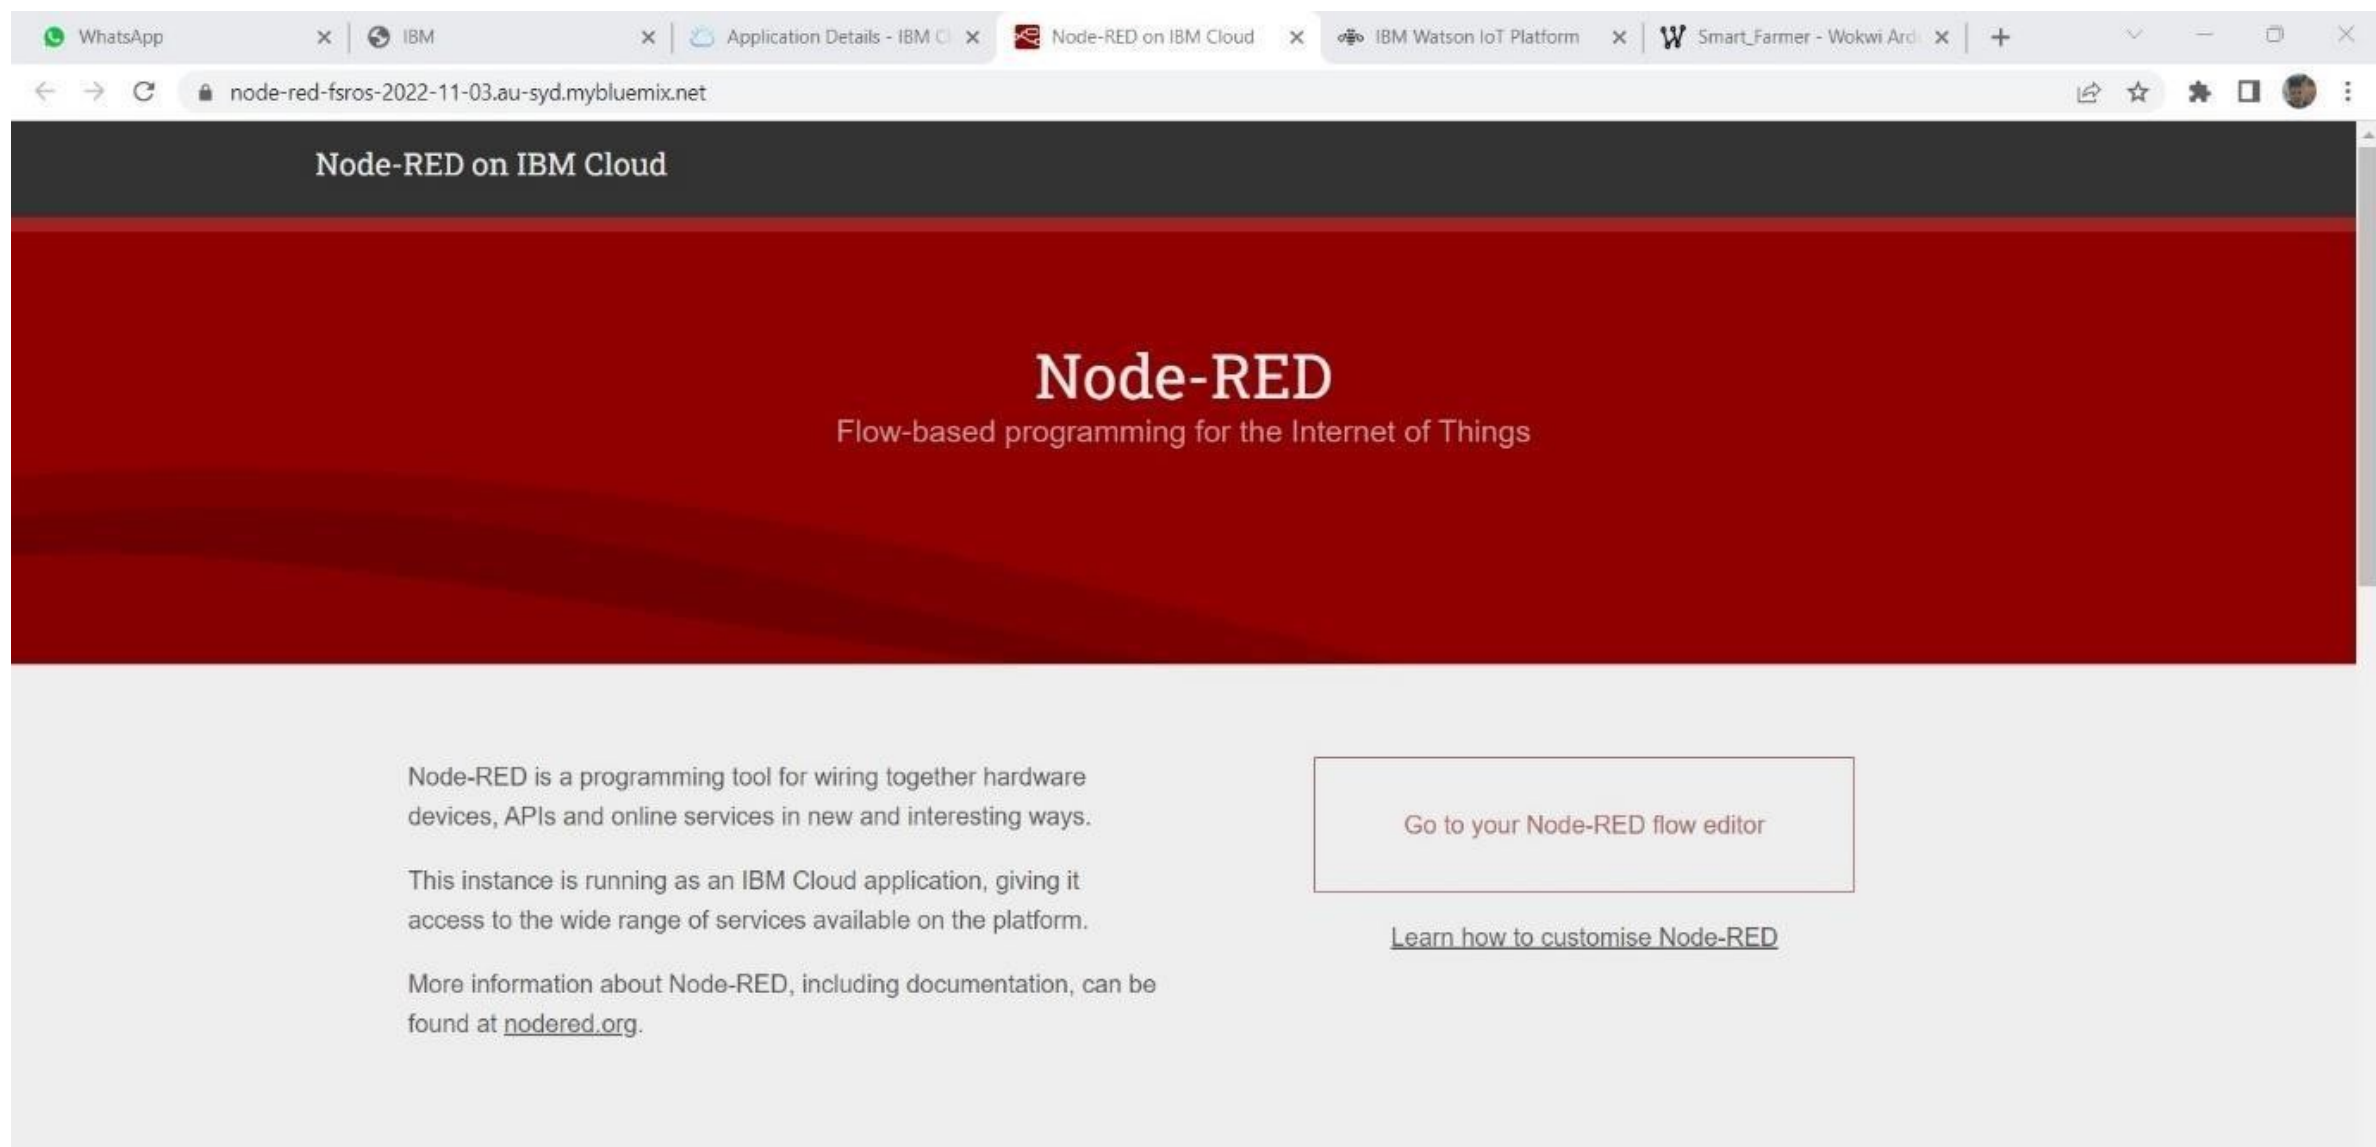 WhatsApp
IBM
Application Details - IBM C
Node-RED on IBM Cloud
IBM Watson IoT Platform
Smart_Farmer - Wokwi Ard
node-red-fsros-2022-11-03.au-syd.mybluemix.net
Node-RED on IBM Cloud
Node-RED
Flow-based programming for the Internet of Things
Node-RED is a programming tool for wiring together hardware
devices, APIs and online services in new and interesting ways.
This instance is running as an IBM Cloud application, giving it
access to the wide range of services available on the platform.
More information about Node-RED, including documentation, can be
found at nodered.org.
Go to your Node-RED flow editor
Learn how to customise Node-RED